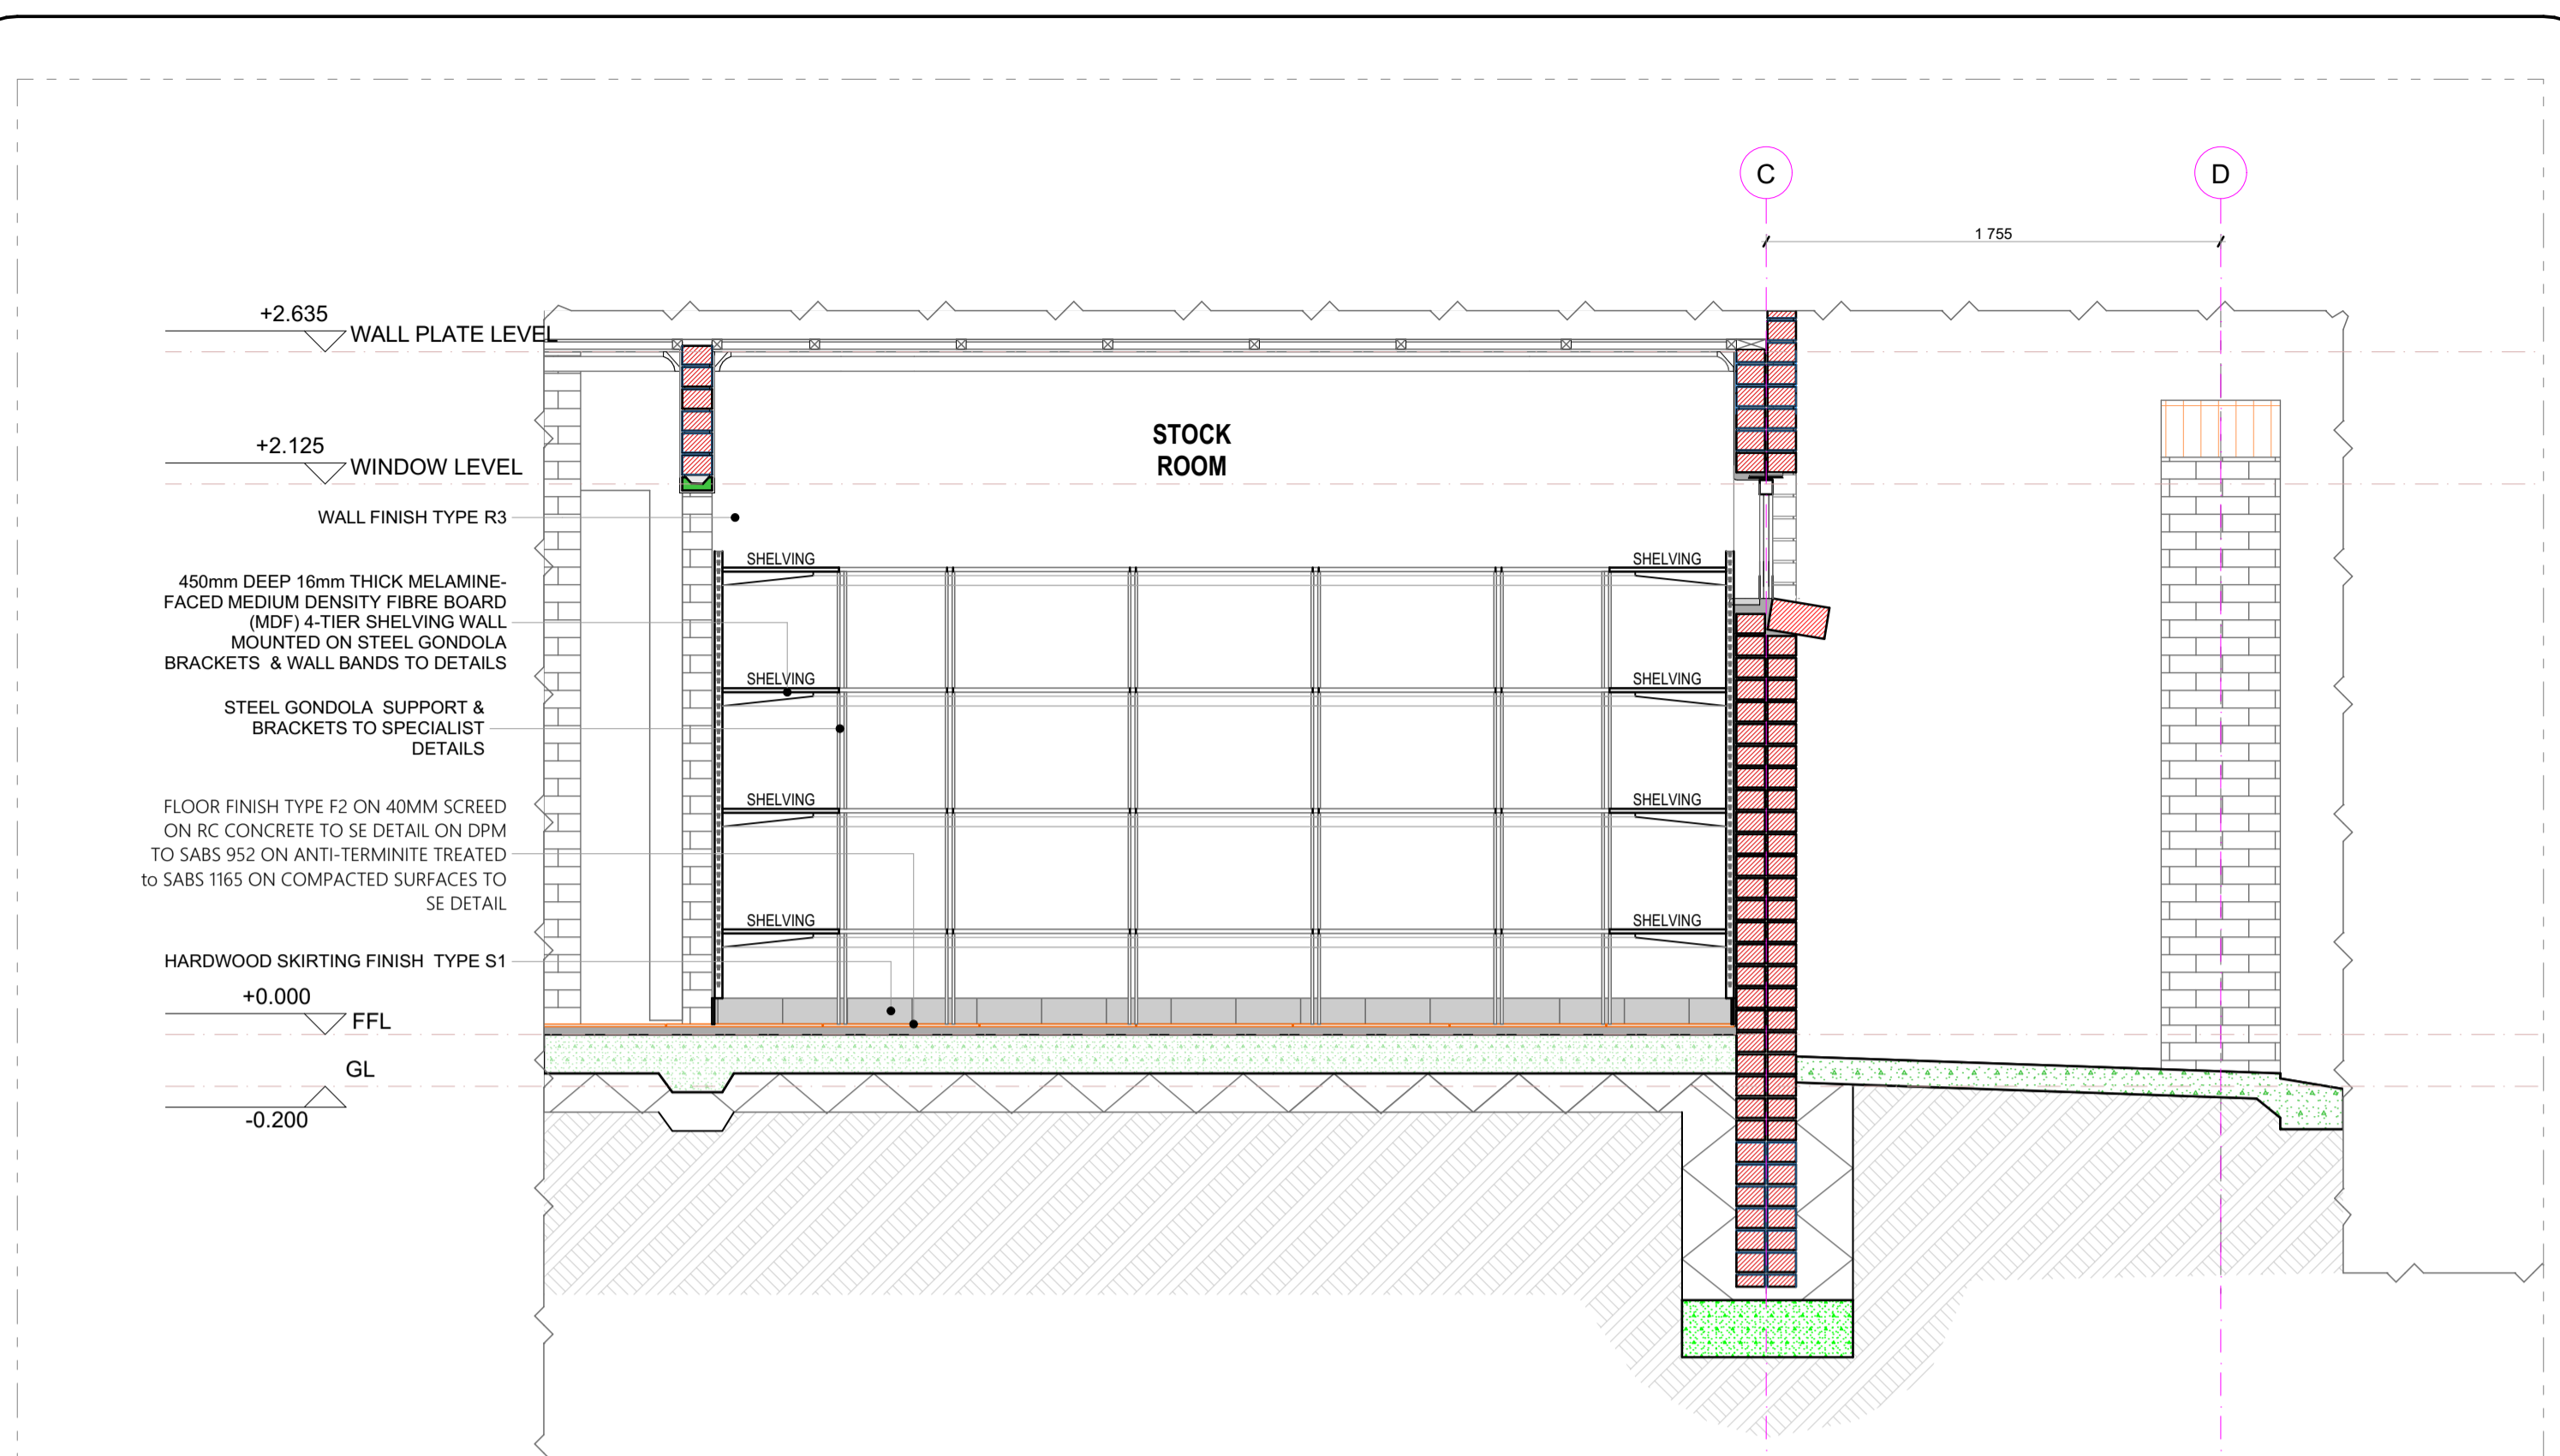 C
D
1 755
+2.635
WALL PLATE LEVEL
STOCK
ROOM
+2.125
WINDOW LEVEL
WALL FINISH TYPE R3
SHELVING
SHELVING
450mm DEEP 16mm THICK MELAMINE-
FACED MEDIUM DENSITY FIBRE BOARD
(MDF) 4-TIER SHELVING WALL
MOUNTED ON STEEL GONDOLA
BRACKETS & WALL BANDS TO DETAILS
SHELVING
SHELVING
STEEL GONDOLA SUPPORT &
BRACKETS TO SPECIALIST
DETAILS
SHELVING
SHELVING
FLOOR FINISH TYPE F2 ON 40MM SCREED
ON RC CONCRETE TO SE DETAIL ON DPM
TO SABS 952 ON ANTI-TERMINITE TREATED
to SABS 1165 ON COMPACTED SURFACES TO
SE DETAIL
SHELVING
SHELVING
HARDWOOD SKIRTING FINISH TYPE S1
+0.000
FFL
GL
-0.200